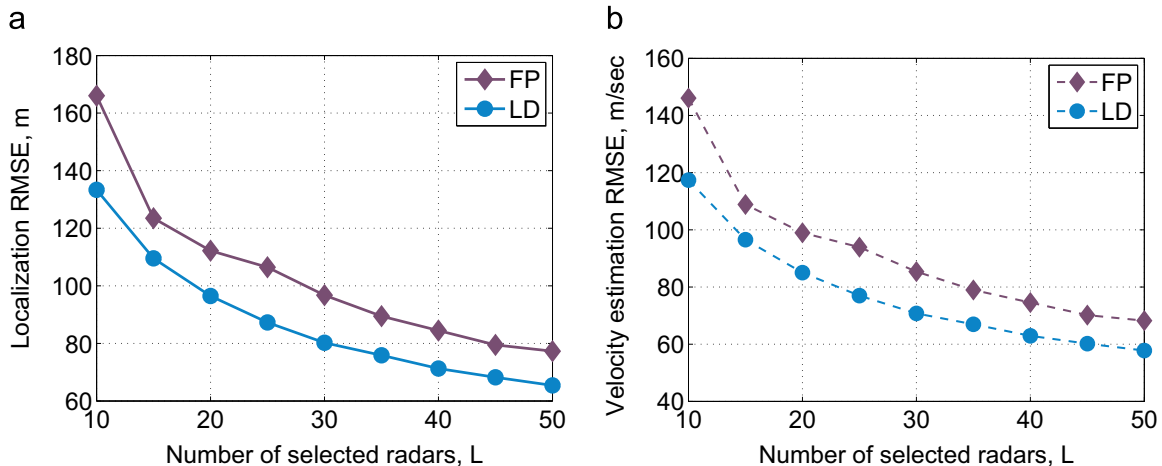 a
Localization RMSE, m
180
160
140
120
100
80
60
10
20
30
40
50
Number of selected radars, L
FP
LD
b
Velocity estimation RMSE, m/sec
160
140
120
100
80
60
40
10
20
30
40
50
Number of selected radars, L
FP
LD